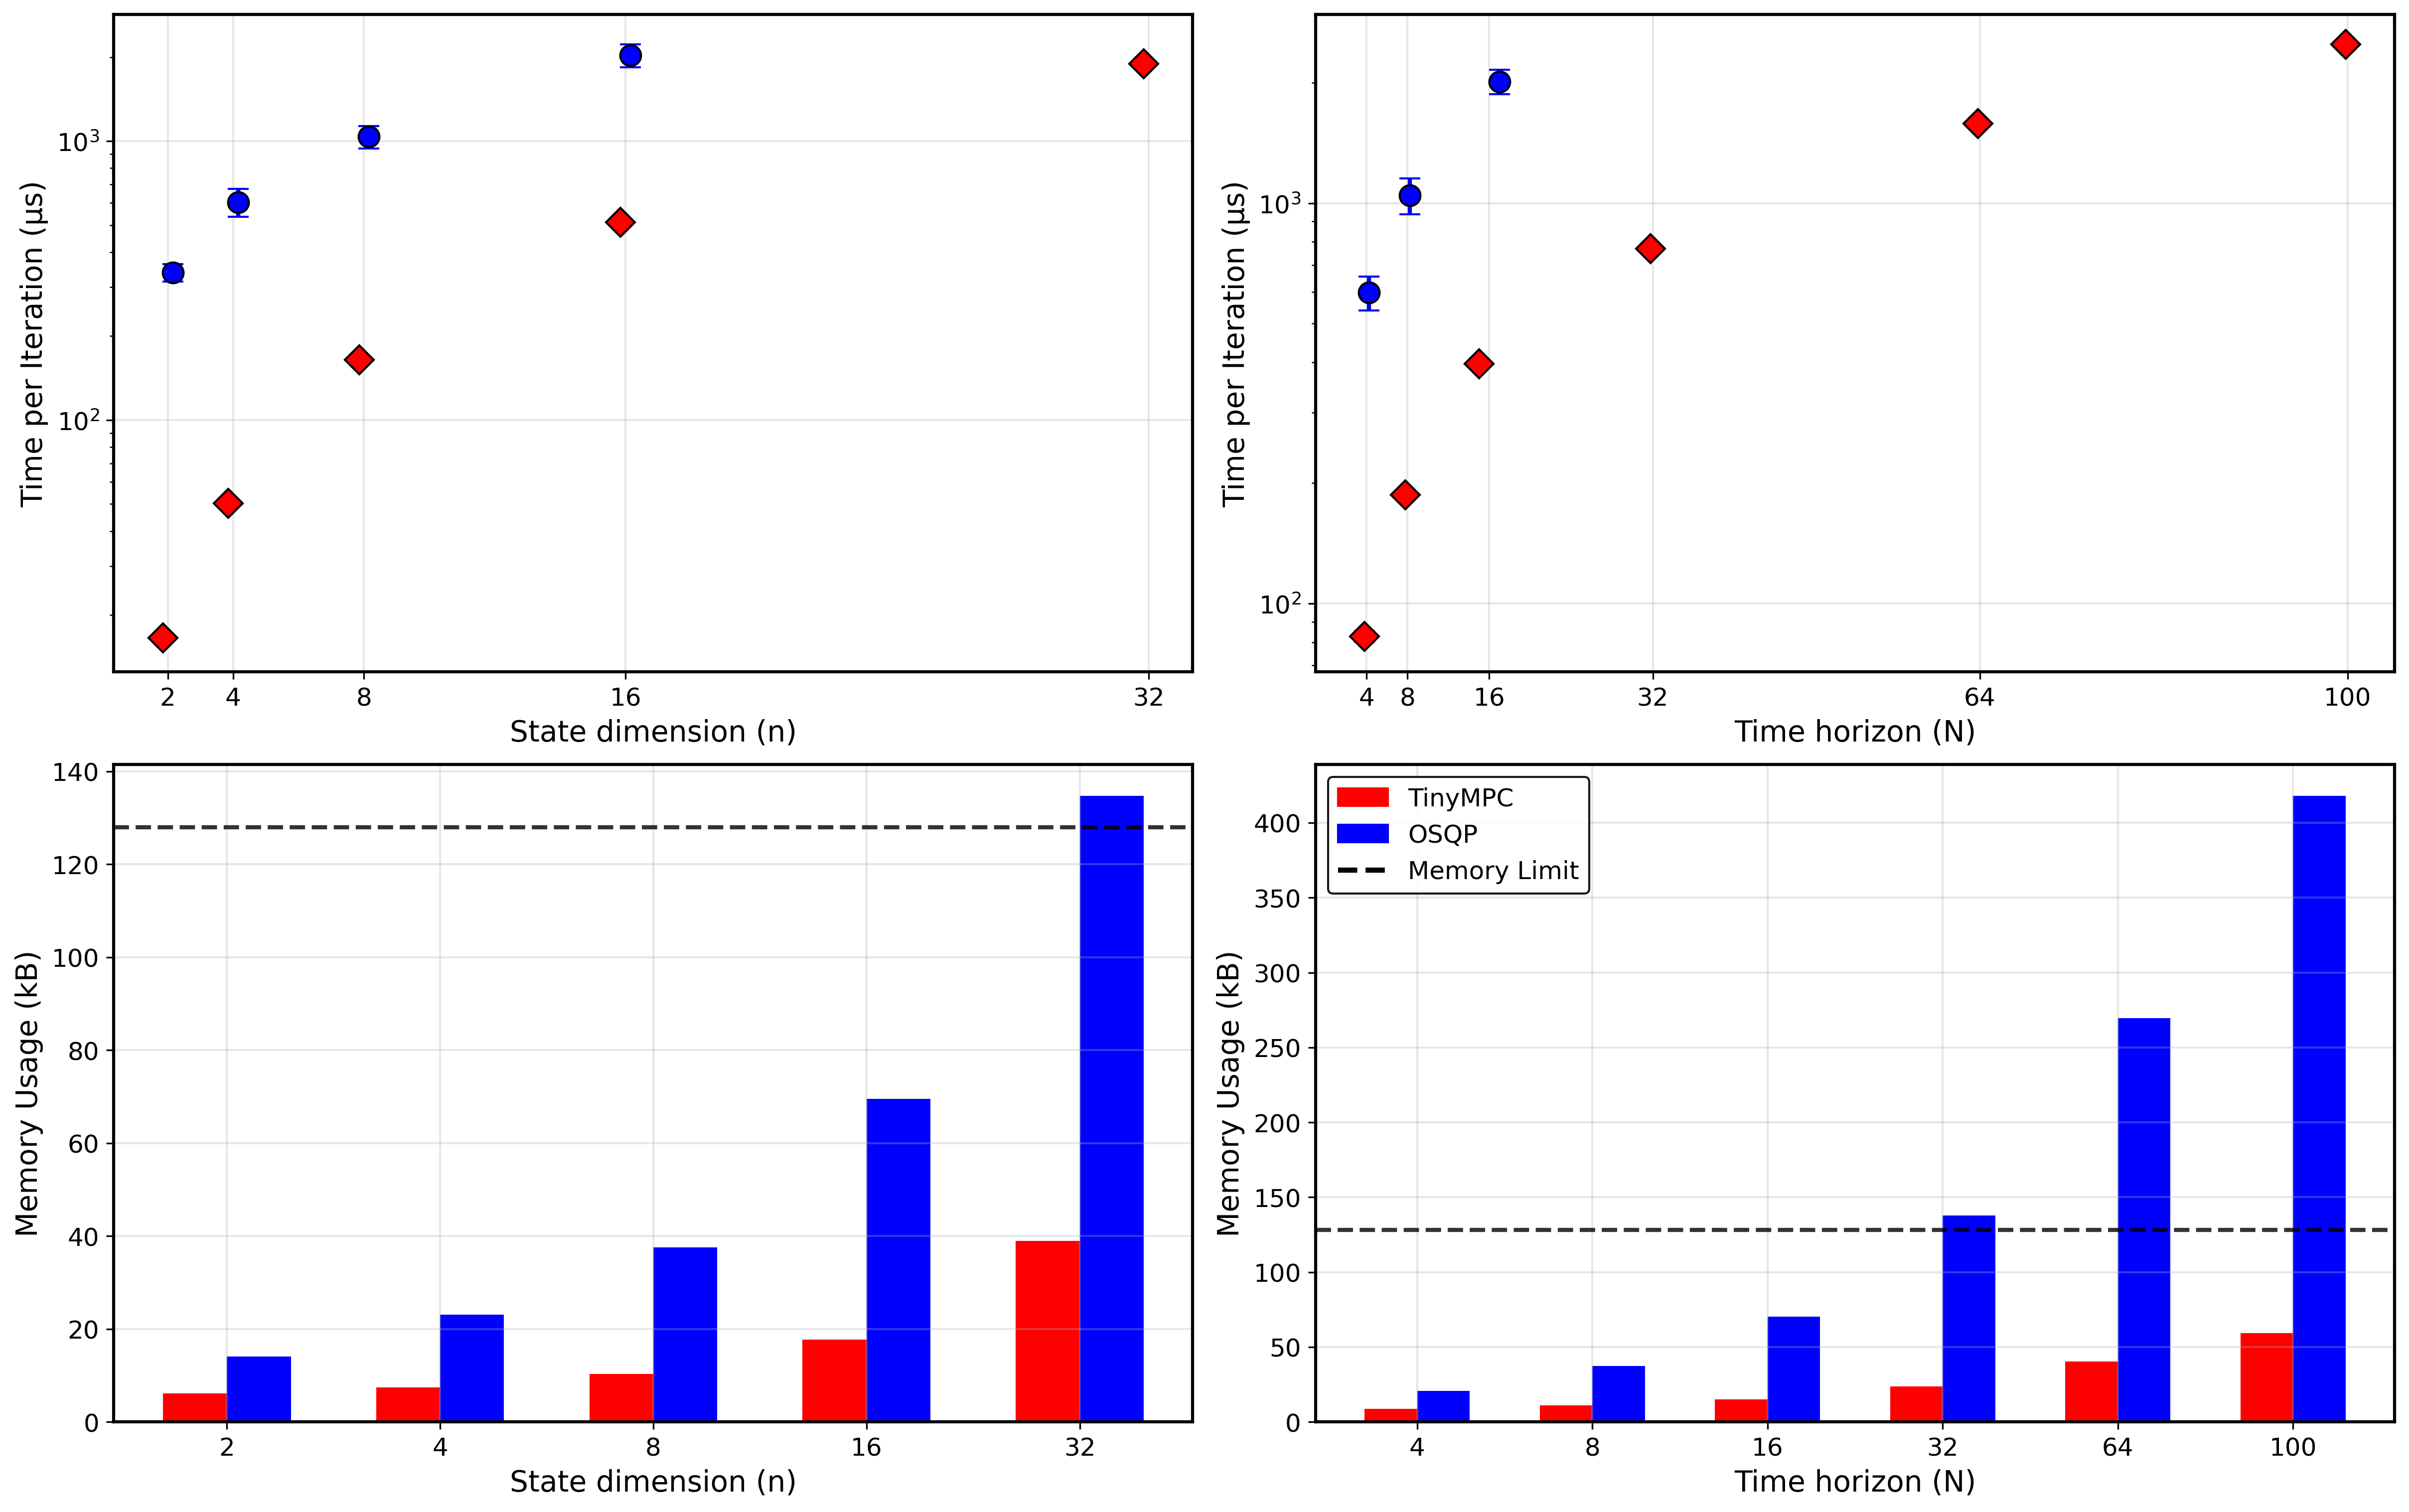 Time per Iteration (μs)
10³
10²
2 4 8 16 32
State dimension (n)
Time per Iteration (μs)
10³
10²
4 8 16 32 64 100
Time horizon (N)
Memory Usage (kB)
140
120
100
80
60
40
20
0
2 4 8 16 32
State dimension (n)
Memory Usage (kB)
400
350
300
250
200
150
100
50
0
TinyMPC
OSQP
Memory Limit
4 8 16 32 64 100
Time horizon (N)